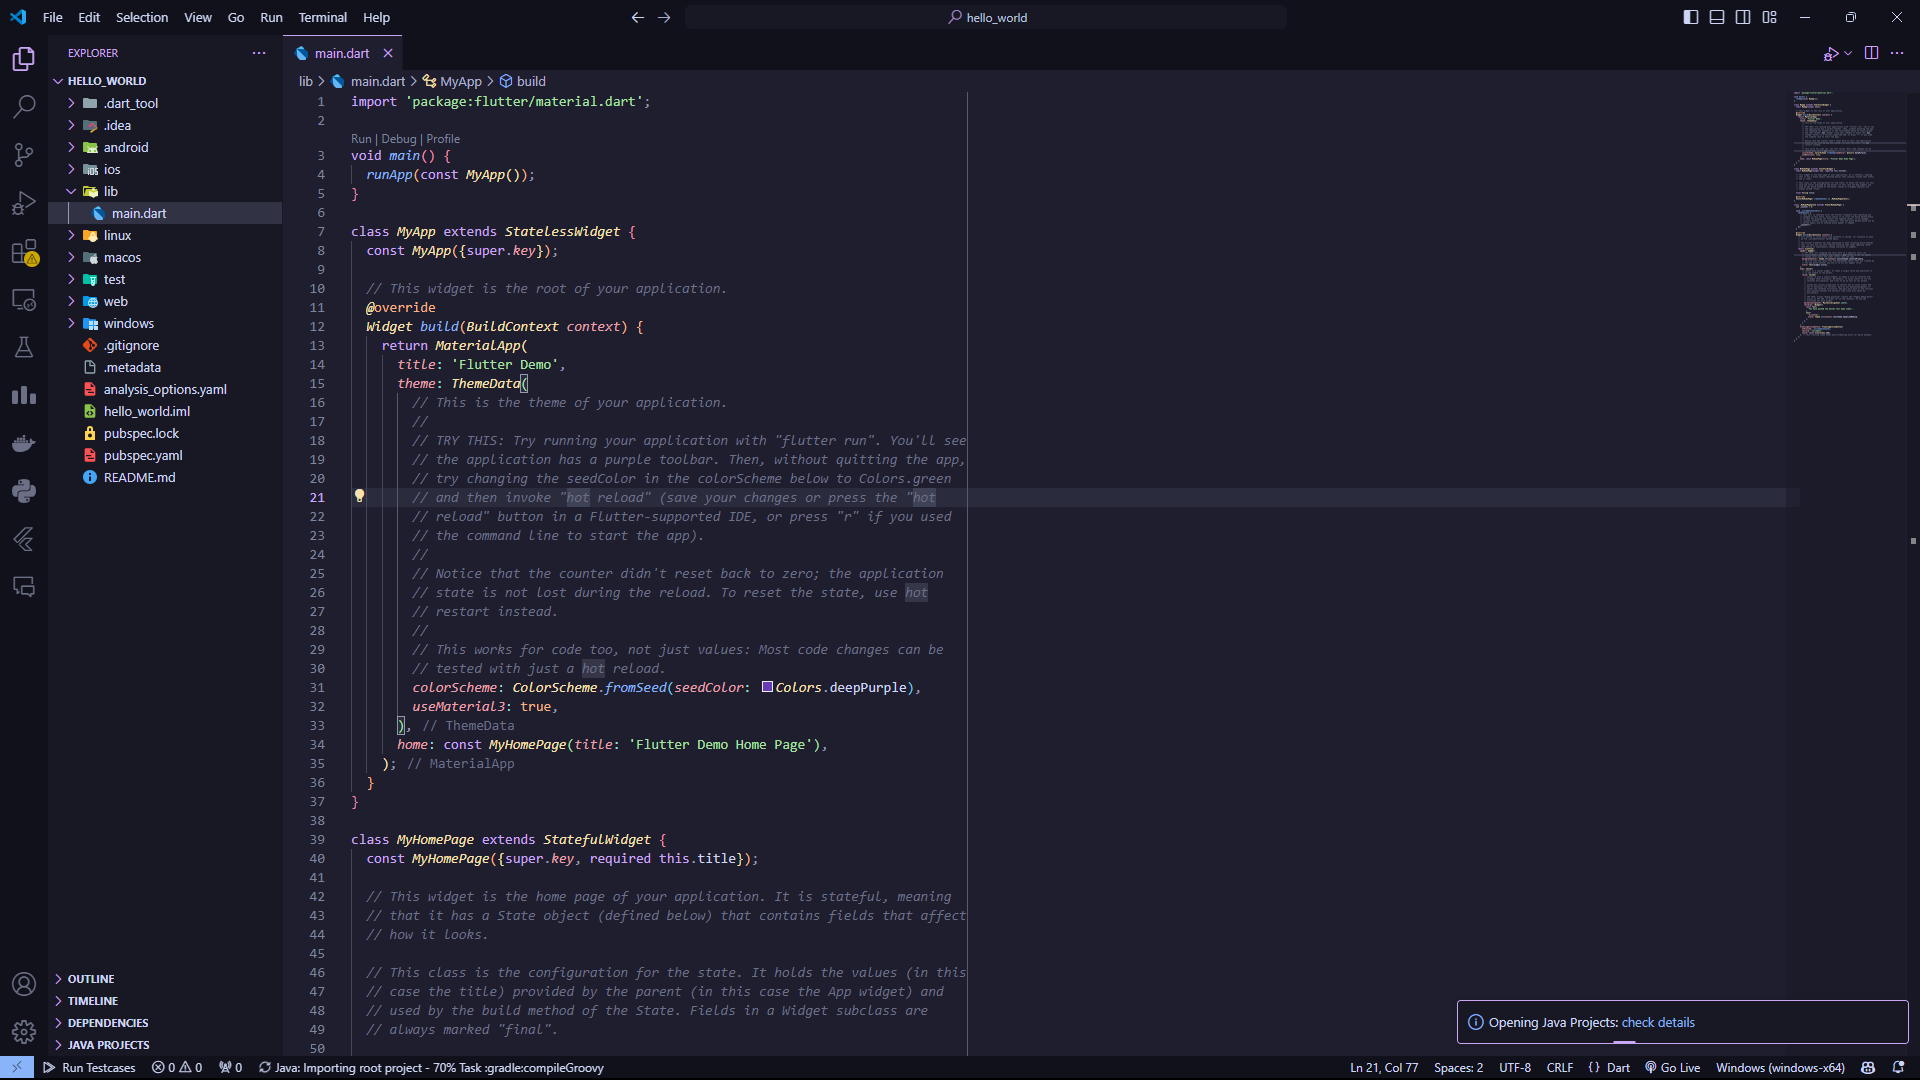 File Edit Selection View Go Run Terminal Help
hello_world
EXPLORER
HELLO_WORLD
.dart_tool
.idea
android
ios
lib
main.dart
linux
macos
test
web
windows
.gitignore
.metadata
analysis_options.yaml
hello_world.iml
pubspec.lock
pubspec.yaml
README.md
OUTLINE
TIMELINE
DEPENDENCIES
JAVA PROJECTS
main.dart
lib > main.dart > MyApp > build
1 import 'package:flutter/material.dart';
2
Run | Debug | Profile
3 void main() {
4 runApp(const MyApp());
5 }
6
7 class MyApp extends StatelessWidget {
8 const MyApp({super.key});
9
10 // This widget is the root of your application.
11 @override
12 Widget build(BuildContext context) {
13 return MaterialApp(
14 title: 'Flutter Demo',
15 theme: ThemeData(
16 // This is the theme of your application.
17 //
18 // TRY THIS: Try running your application with "flutter run". You'll see
19 // the application has a purple toolbar. Then, without quitting the app,
20 // try changing the seedColor in the colorScheme below to Colors.green
21 // and then invoke "hot reload" (save your changes or press the "hot
22 // reload" button in a Flutter-supported IDE, or press "r" if you used
23 // the command line to start the app).
24 //
25 // Notice that the counter didn't reset back to zero; the application
26 // state is not lost during the reload. To reset the state, use hot
27 // restart instead.
28 //
29 // This works for code too, not just values: Most code changes can be
30 // tested with just a hot reload.
31 colorScheme: ColorScheme.fromSeed(seedColor: Colors.deepPurple),
32 useMaterial3: true,
33 ), // ThemeData
34 home: const MyHomePage(title: 'Flutter Demo Home Page'),
35 ); // MaterialApp
36 }
37 }
38
39 class MyHomePage extends StatefulWidget {
40 const MyHomePage({super.key, required this.title});
41
42 // This widget is the home page of your application. It is stateful, meaning
43 // that it has a State object (defined below) that contains fields that affect
44 // how it looks.
45
46 // This class is the configuration for the state. It holds the values (in this
47 // case the title) provided by the parent (in this case the App widget) and
48 // used by the build method of the State. Fields in a Widget subclass are
49 // always marked "final".
50
Opening Java Projects: check details
Run Testcases 0 0 0 Java: Importing root project - 70% Task :gradle:compileGroovy
Ln 21, Col 77 Spaces: 2 UTF-8 CRLF {} Dart Go Live Windows (windows-x64)